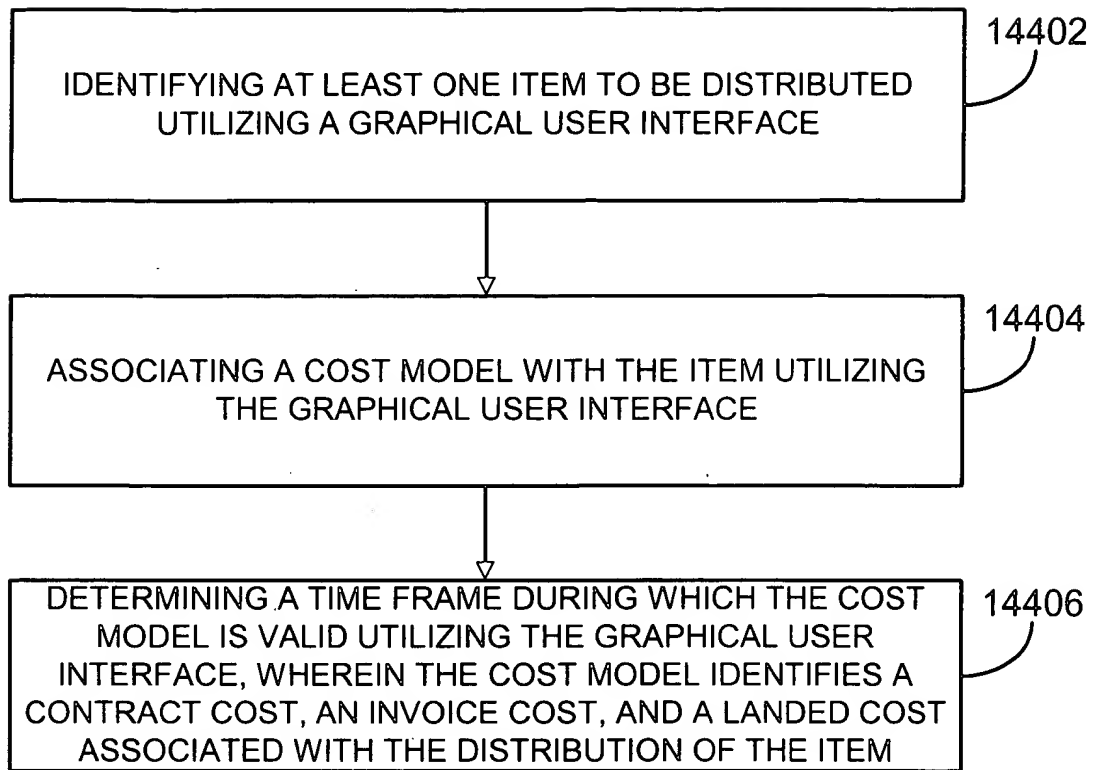 14402
IDENTIFYING AT LEAST ONE ITEM TO BE DISTRIBUTED
UTILIZING A GRAPHICAL USER INTERFACE
14404
ASSOCIATING A COST MODEL WITH THE ITEM UTILIZING
THE GRAPHICAL USER INTERFACE
14406
DETERMINING A TIME FRAME DURING WHICH THE COST
MODEL IS VALID UTILIZING THE GRAPHICAL USER
INTERFACE, WHEREIN THE COST MODEL IDENTIFIES A
CONTRACT COST, AN INVOICE COST, AND A LANDED COST
ASSOCIATED WITH THE DISTRIBUTION OF THE ITEM